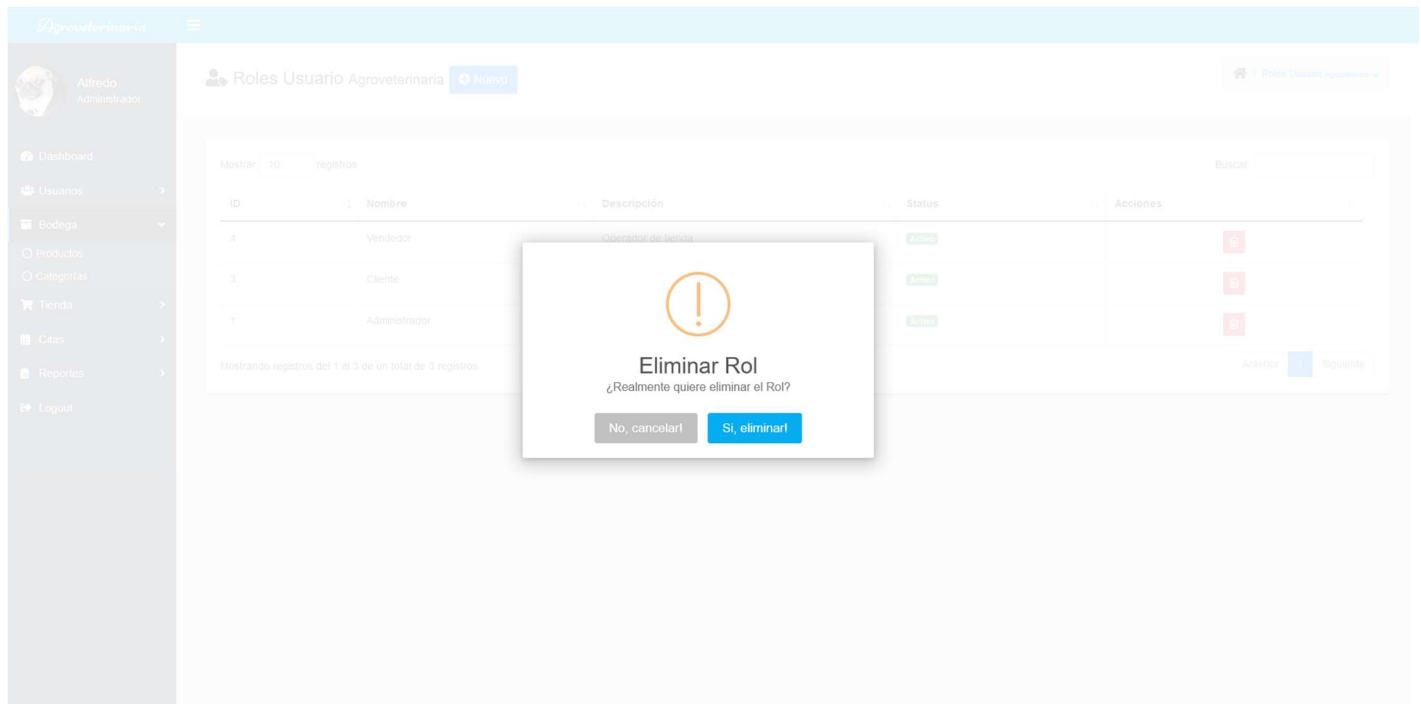 Agroveterinaria
Alfredo
Administrador
Roles Usuario Agroveterinaria Nuevo
/ Roles Usuario Agroveterinaria
Dashboard
Usuarios
Bodega
Productos
Categorías
Tienda
Citas
Reportes
Logout
Mostrar 10 registros
Buscar:
ID Nombre Descripción Status Acciones
4 Vendedor Operador de tienda Activo
3 Cliente Activo
1 Administrador Activo
Mostrando registros del 1 al 3 de un total de 3 registros
Anterior 1 Siguiente
Eliminar Rol
¿Realmente quiere eliminar el Rol?
No, cancelar! Si, eliminar!